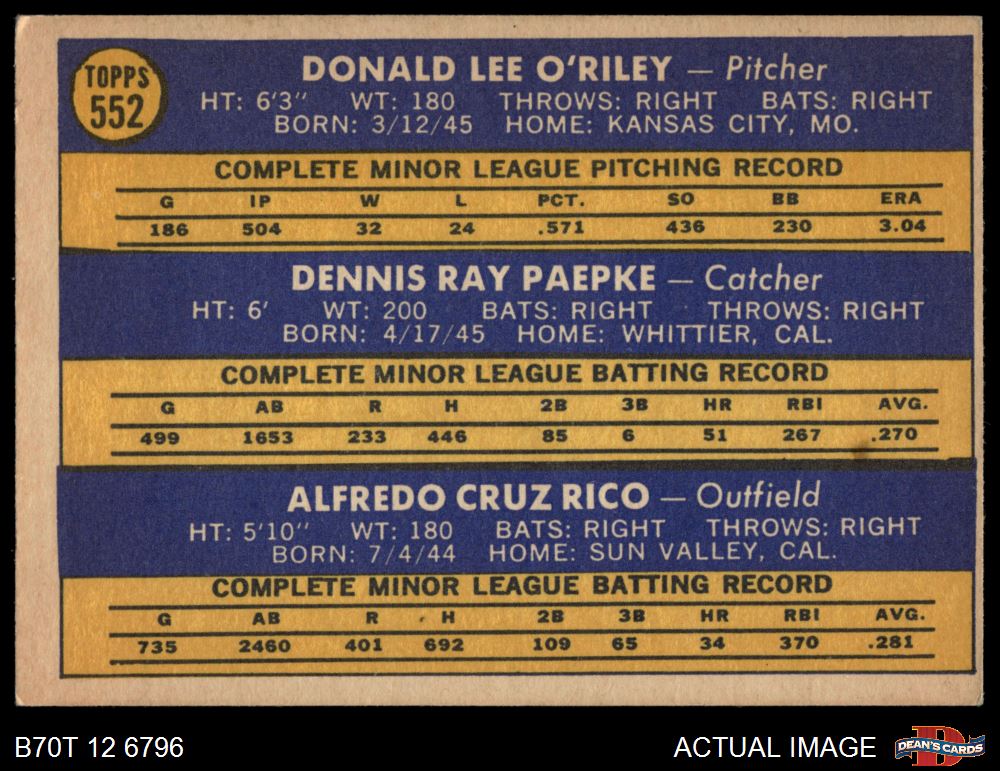 TOPPS
552
DONALD LEE O'RILEY — Pitcher
HT: 6'3" WT: 180 THROWS: RIGHT BATS: RIGHT
BORN: 3/12/45 HOME: KANSAS CITY, MO.
COMPLETE MINOR LEAGUE PITCHING RECORD
G IP W L PCT. SO BB ERA
186 504 32 24 .571 436 230 3.04
DENNIS RAY PAEPKE — Catcher
HT: 6' WT: 200 BATS: RIGHT THROWS: RIGHT
BORN: 4/17/45 HOME: WHITTIER, CAL.
COMPLETE MINOR LEAGUE BATTING RECORD
G AB R H 2B 3B HR RBI AVG.
499 1653 233 446 85 6 51 267 .270
ALFREDO CRUZ RICO — Outfield
HT: 5'10" WT: 180 BATS: RIGHT THROWS: RIGHT
BORN: 7/4/44 HOME: SUN VALLEY, CAL.
COMPLETE MINOR LEAGUE BATTING RECORD
G AB R H 2B 3B HR RBI AVG.
735 2460 401 692 109 65 34 370 .281
B70T 12 6796 ACTUAL IMAGE
D
DEAN'S CARDS